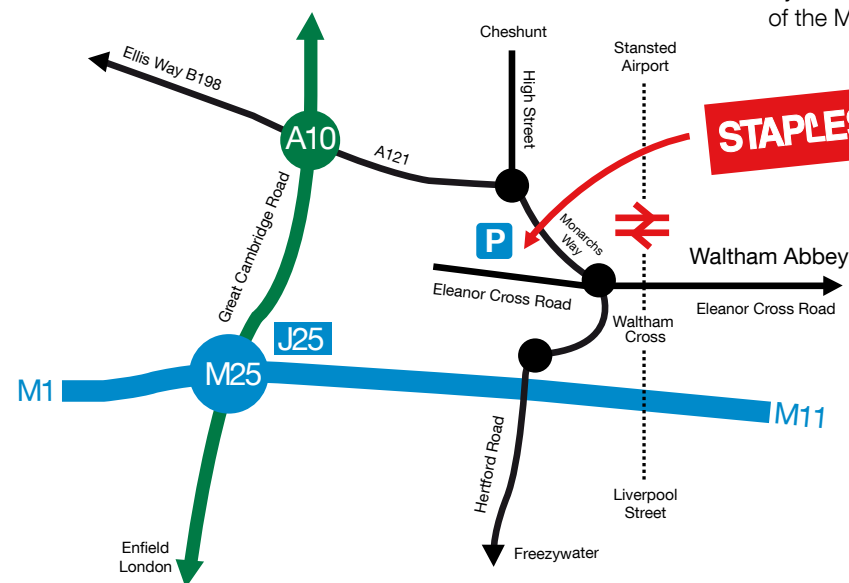 of the M
Cheshunt
Stansted
Airport
Ellis Way B198
High Street
STAPLES
A10
A121
P
Monarchs
Way
Great Cambridge Road
Waltham Abbey
Eleanor Cross Road
Eleanor Cross Road
Waltham
Cross
J25
M25
M1
M11
Hertford Road
Liverpool
Street
Enfield
London
Freezywater